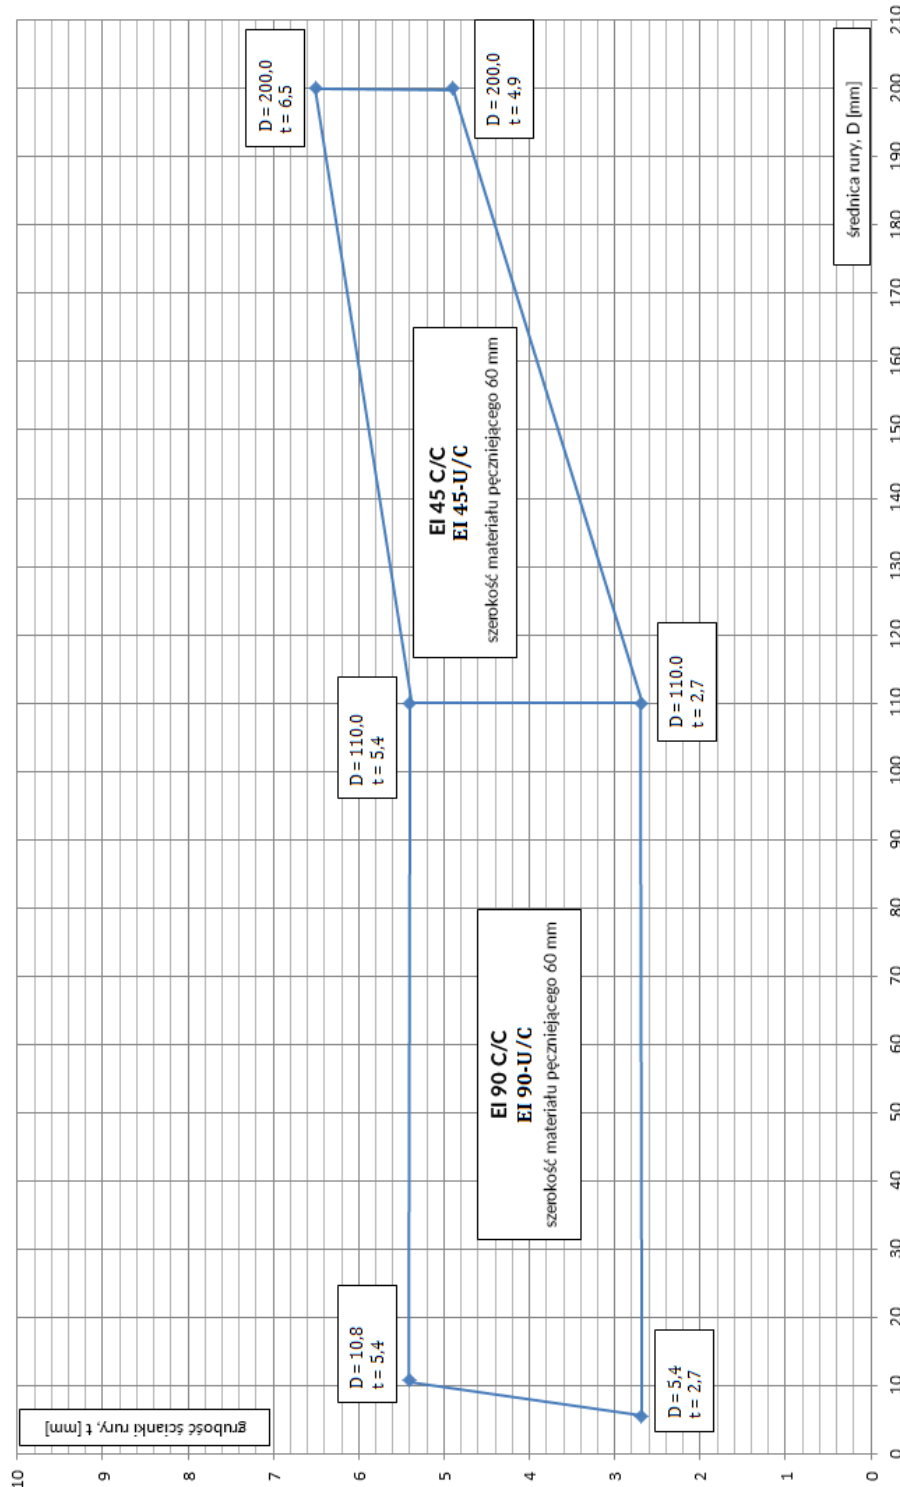 grubość ścianki rury, t [mm]
10
9
8
7
6
5
4
3
2
1
0
D = 200,0
t = 6,5
D = 200,0
t = 4,9
D = 110,0
t = 5,4
D = 110.0
t = 2,7
D = 10,8
t = 5,4
D = 5,4
t = 2,7
EI 90 C/C
EI 90-U/C
szerokość materiału pęczniejącego 60 mm
EI 45 C/C
EI 45-U/C
szerokość materiału pęczniejącego 60 mm
0
10
20
30
40
50
60
70
80
90
100
110
120
130
140
150
160
170
180
190
200
210
średnica rury, D [mm]